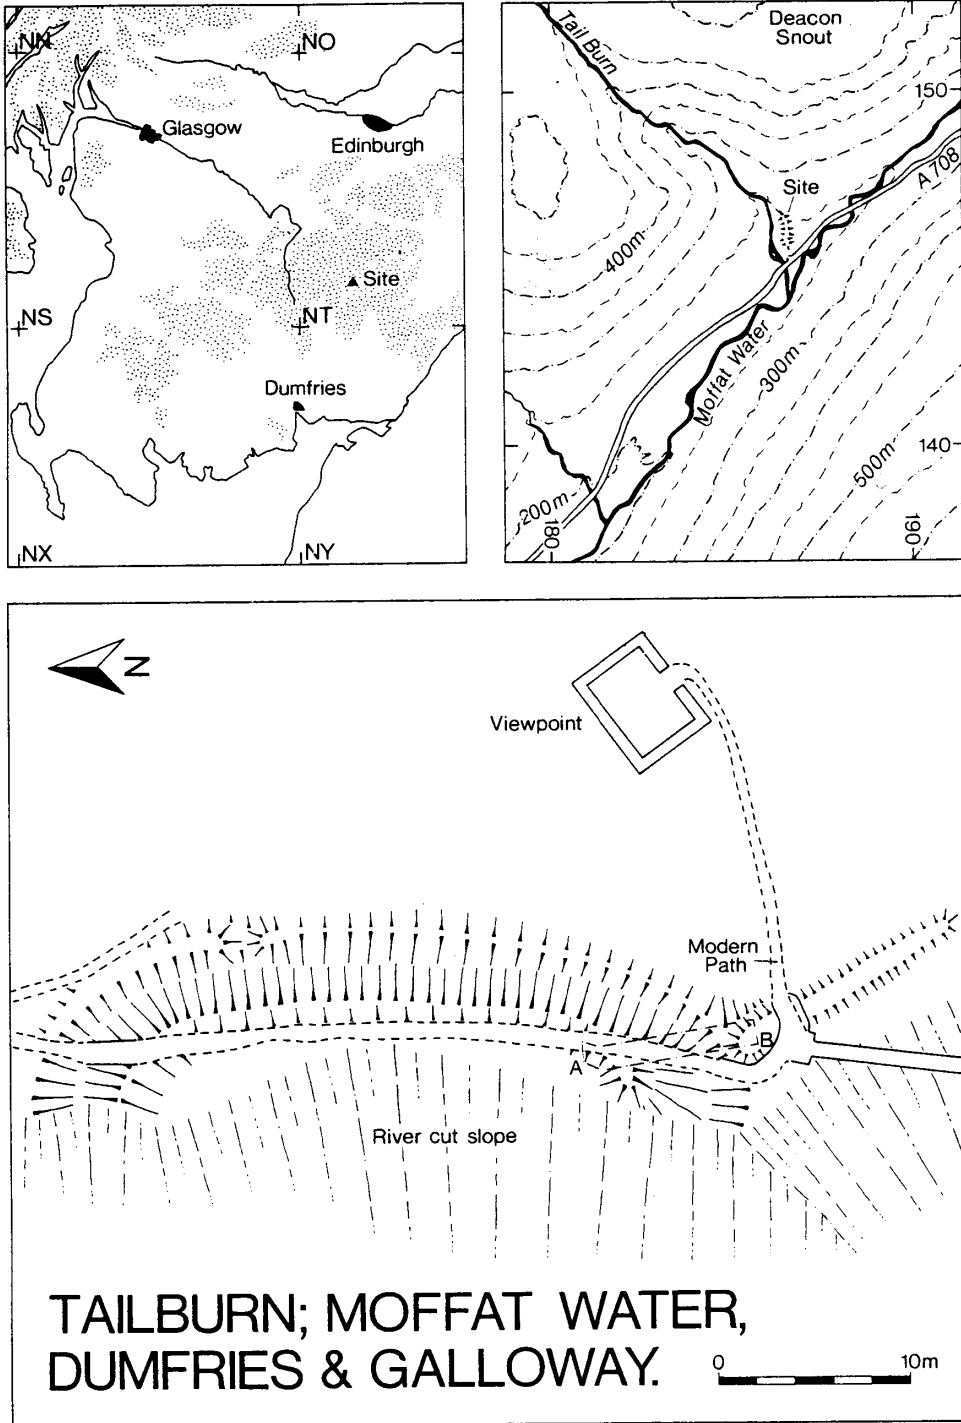 NN
NO
Glasgow
Edinburgh
Site
NS
NT
Dumfries
NX
NY
Tail Burn
Deacon
Snout
150
A 708
Site
400m
Moffat Water
300m
140
500m
200m
180
190
N
Viewpoint
Modern
Path
B
A
River cut slope
TAILBURN; MOFFAT WATER,
DUMFRIES & GALLOWAY.
0 10m